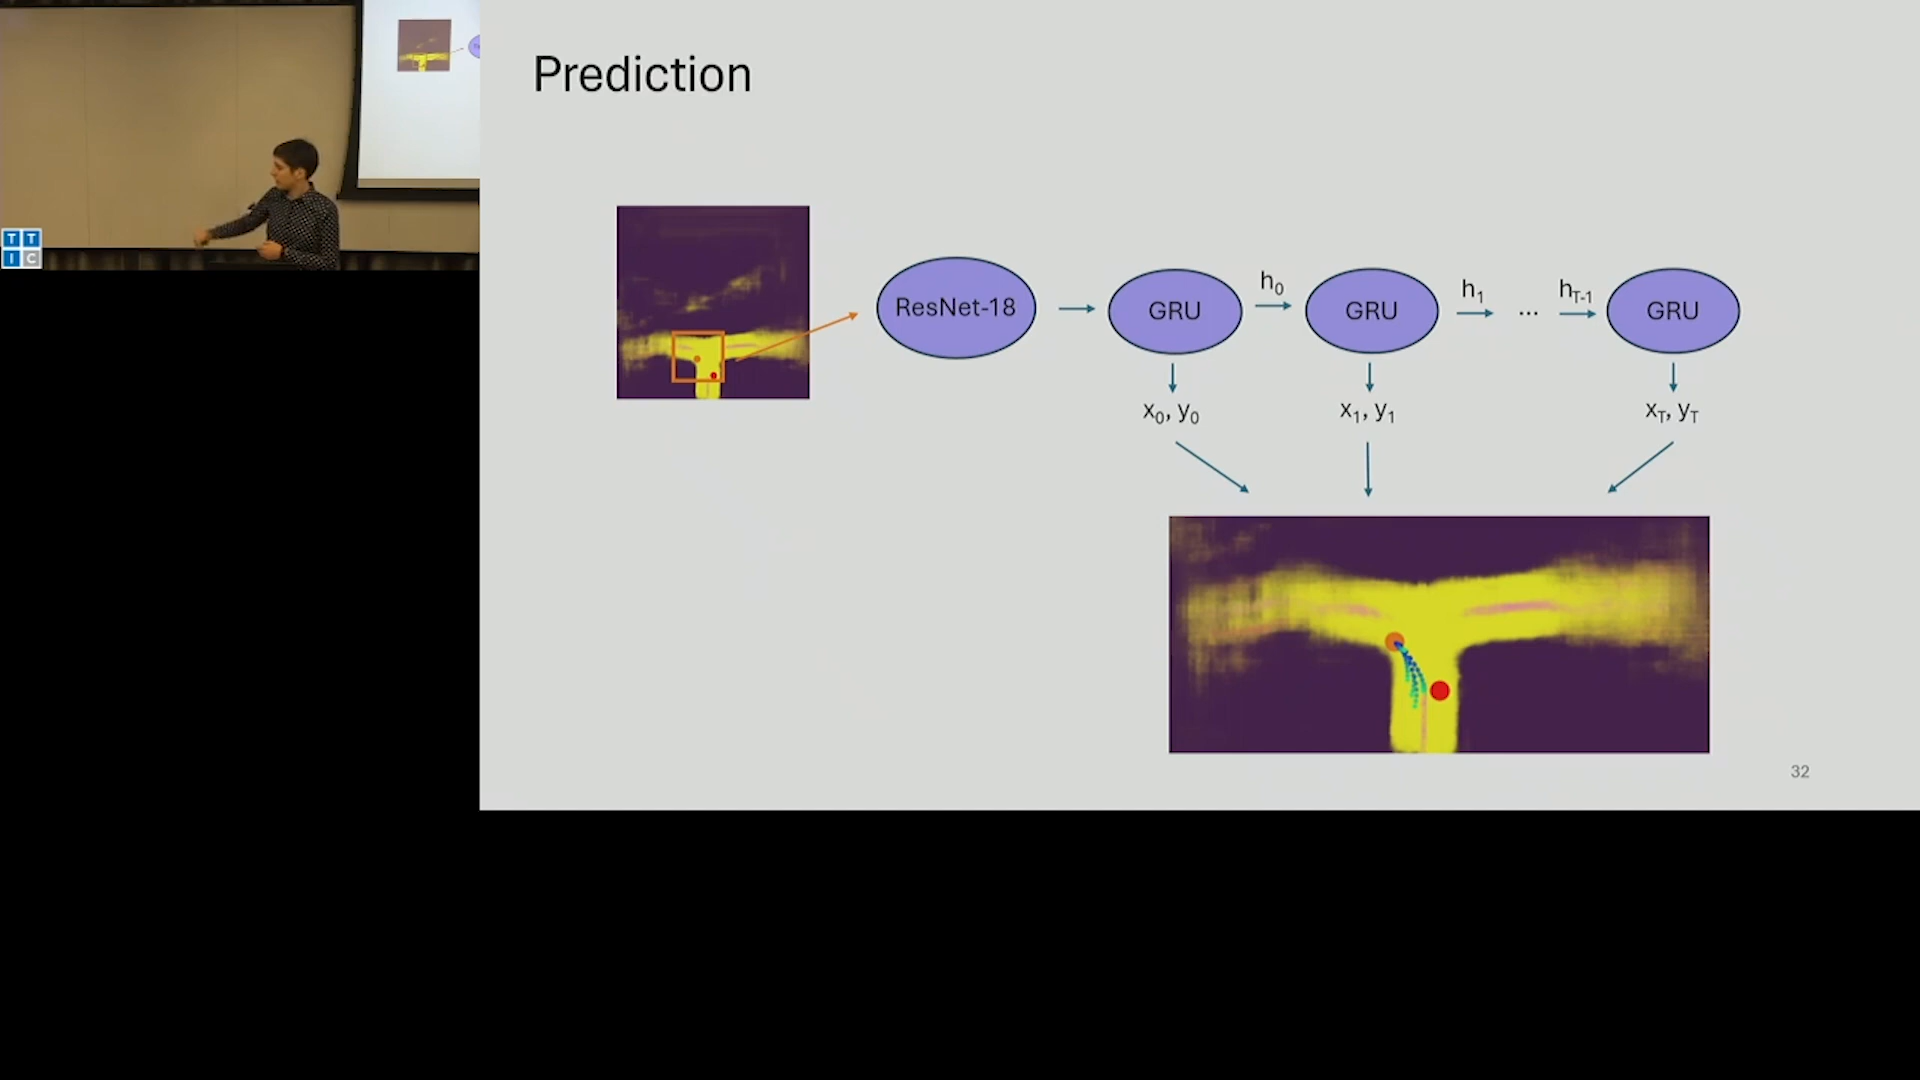 Prediction
ResNet-18
GRU
h₀
GRU
h₁
...
hT-1
GRU
x₀, y₀
x₁, y₁
xT, yT
32
T T
I C